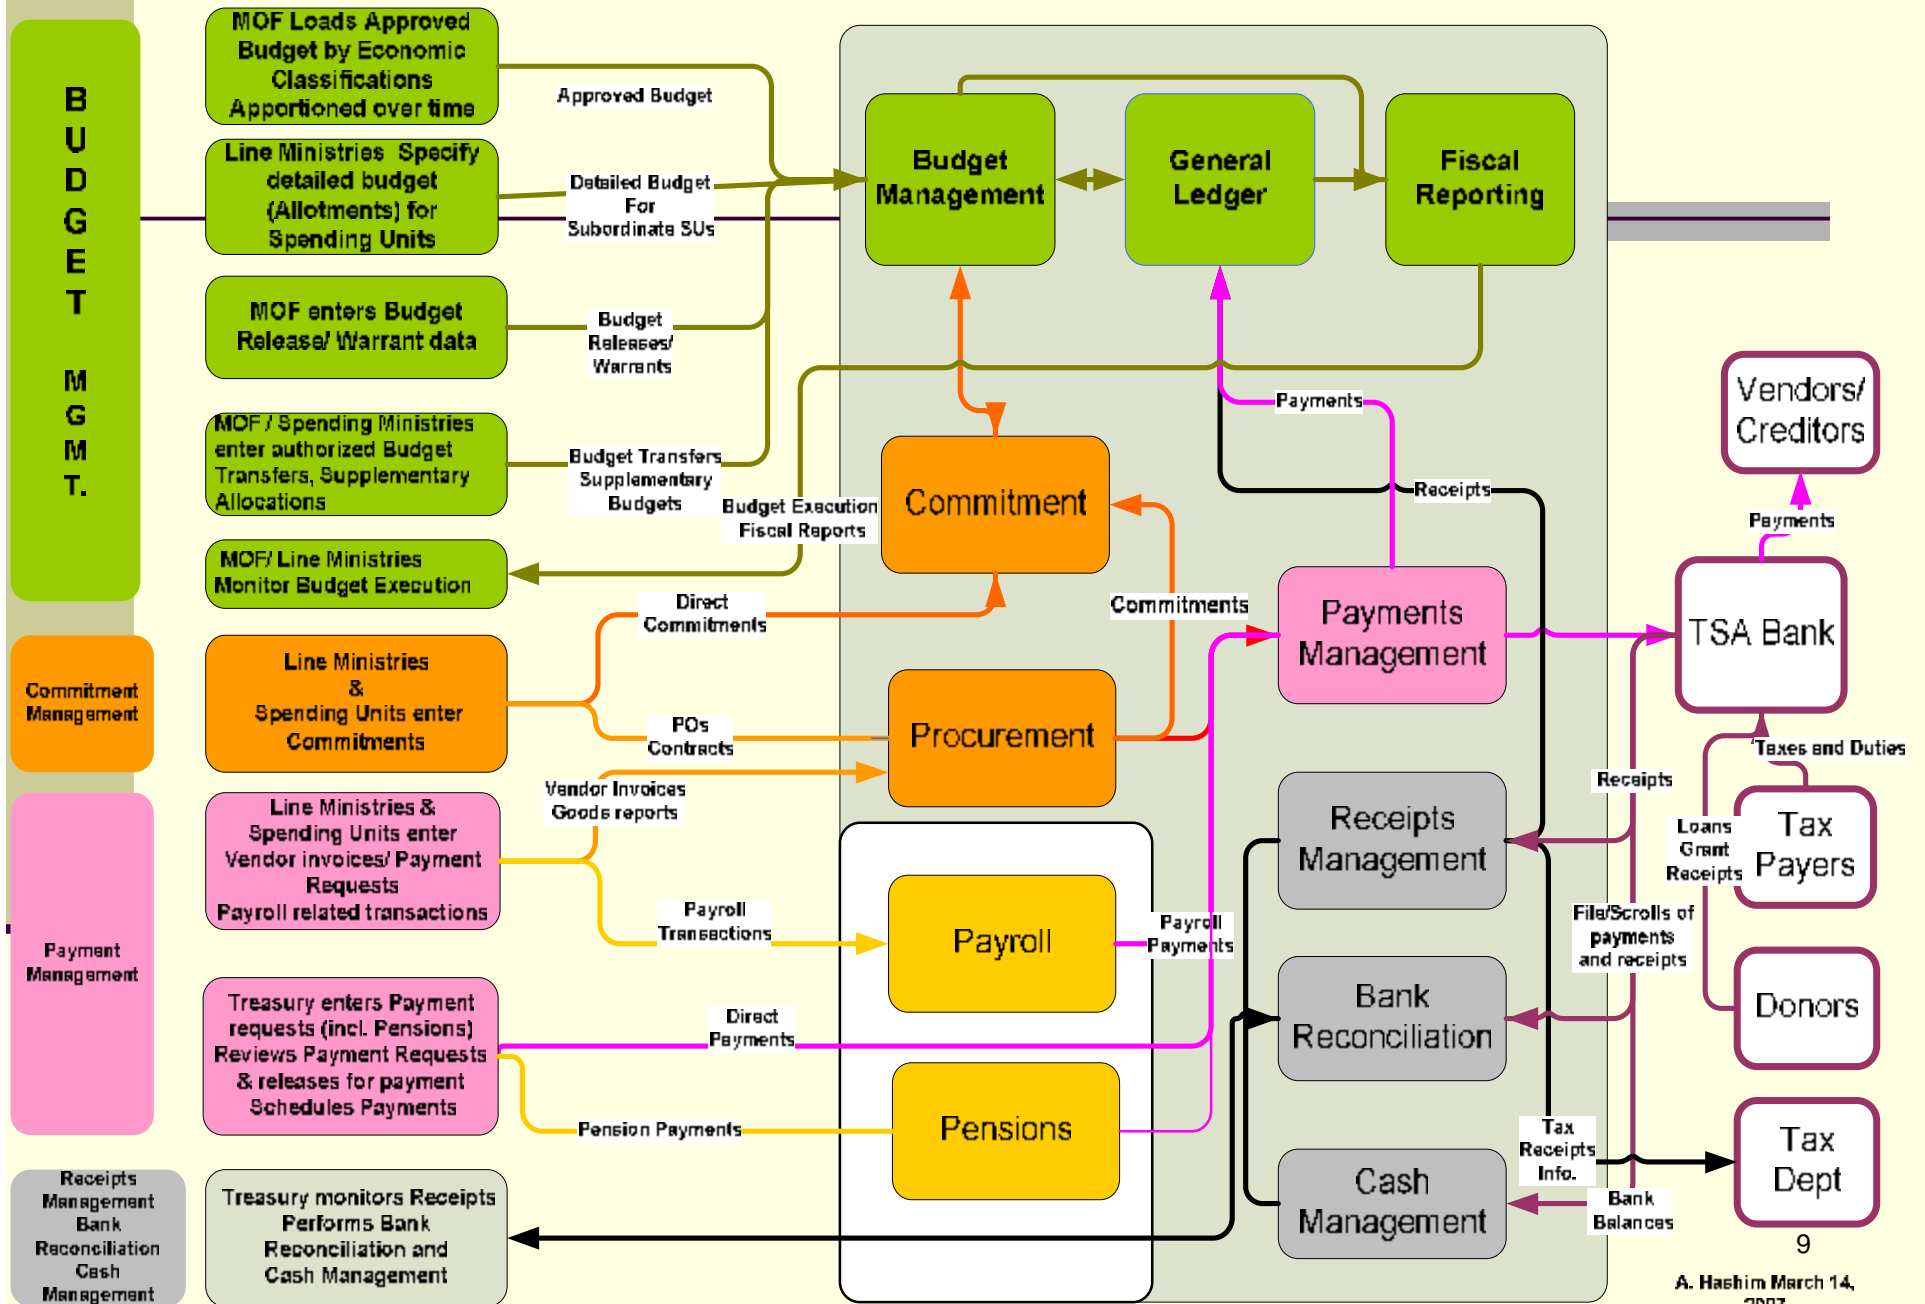 B
U
D
G
E
T
M
G
M
T.
Commitment
Management
Payment
Management
Receipts
Management
Bank
Reconciliation
Cash
Management
MOF Loads Approved
Budget by Economic
Classifications
Apportioned over time
Line Ministries Specify
detailed budget
(Allotments) for
Spending Units
MOF enters Budget
Release/ Warrant data
MOF / Spending Ministries
enter authorized Budget
Transfers, Supplementary
Allocations
MOF/ Line Ministries
Monitor Budget Execution
Line Ministries
&
Spending Units enter
Commitments
Line Ministries &
Spending Units enter
Vendor invoices/ Payment
Requests
Payroll related transactions
Treasury enters Payment
requests (incl. Pensions)
Reviews Payment Requests
& releases for payment
Schedules Payments
Treasury monitors Receipts
Performs Bank
Reconciliation and
Cash Management
Approved Budget
Detailed Budget
For
Subordinate SUs
Budget
Releases/
Warrants
Budget Transfers
Supplementary
Budgets
Budget Execution
Fiscal Reports
Direct
Commitments
POs
Contracts
Vendor Invoices
Goods reports
Payroll
Transactions
Direct
Payments
Pension Payments
Budget
Management
General
Ledger
Fiscal
Reporting
Commitment
Procurement
Payroll
Pensions
Commitments
Payroll
Payments
Payments
Receipts
Payments
Management
Receipts
Management
Bank
Reconciliation
Cash
Management
Vendors/
Creditors
Payments
TSA Bank
Taxes and Duties
Receipts
Loans
Grant
Receipts
Tax
Payers
File/Scrolls of
payments
and receipts
Donors
Tax
Receipts
Info.
Bank
Balances
Tax
Dept
9
A. Hashim March 14,